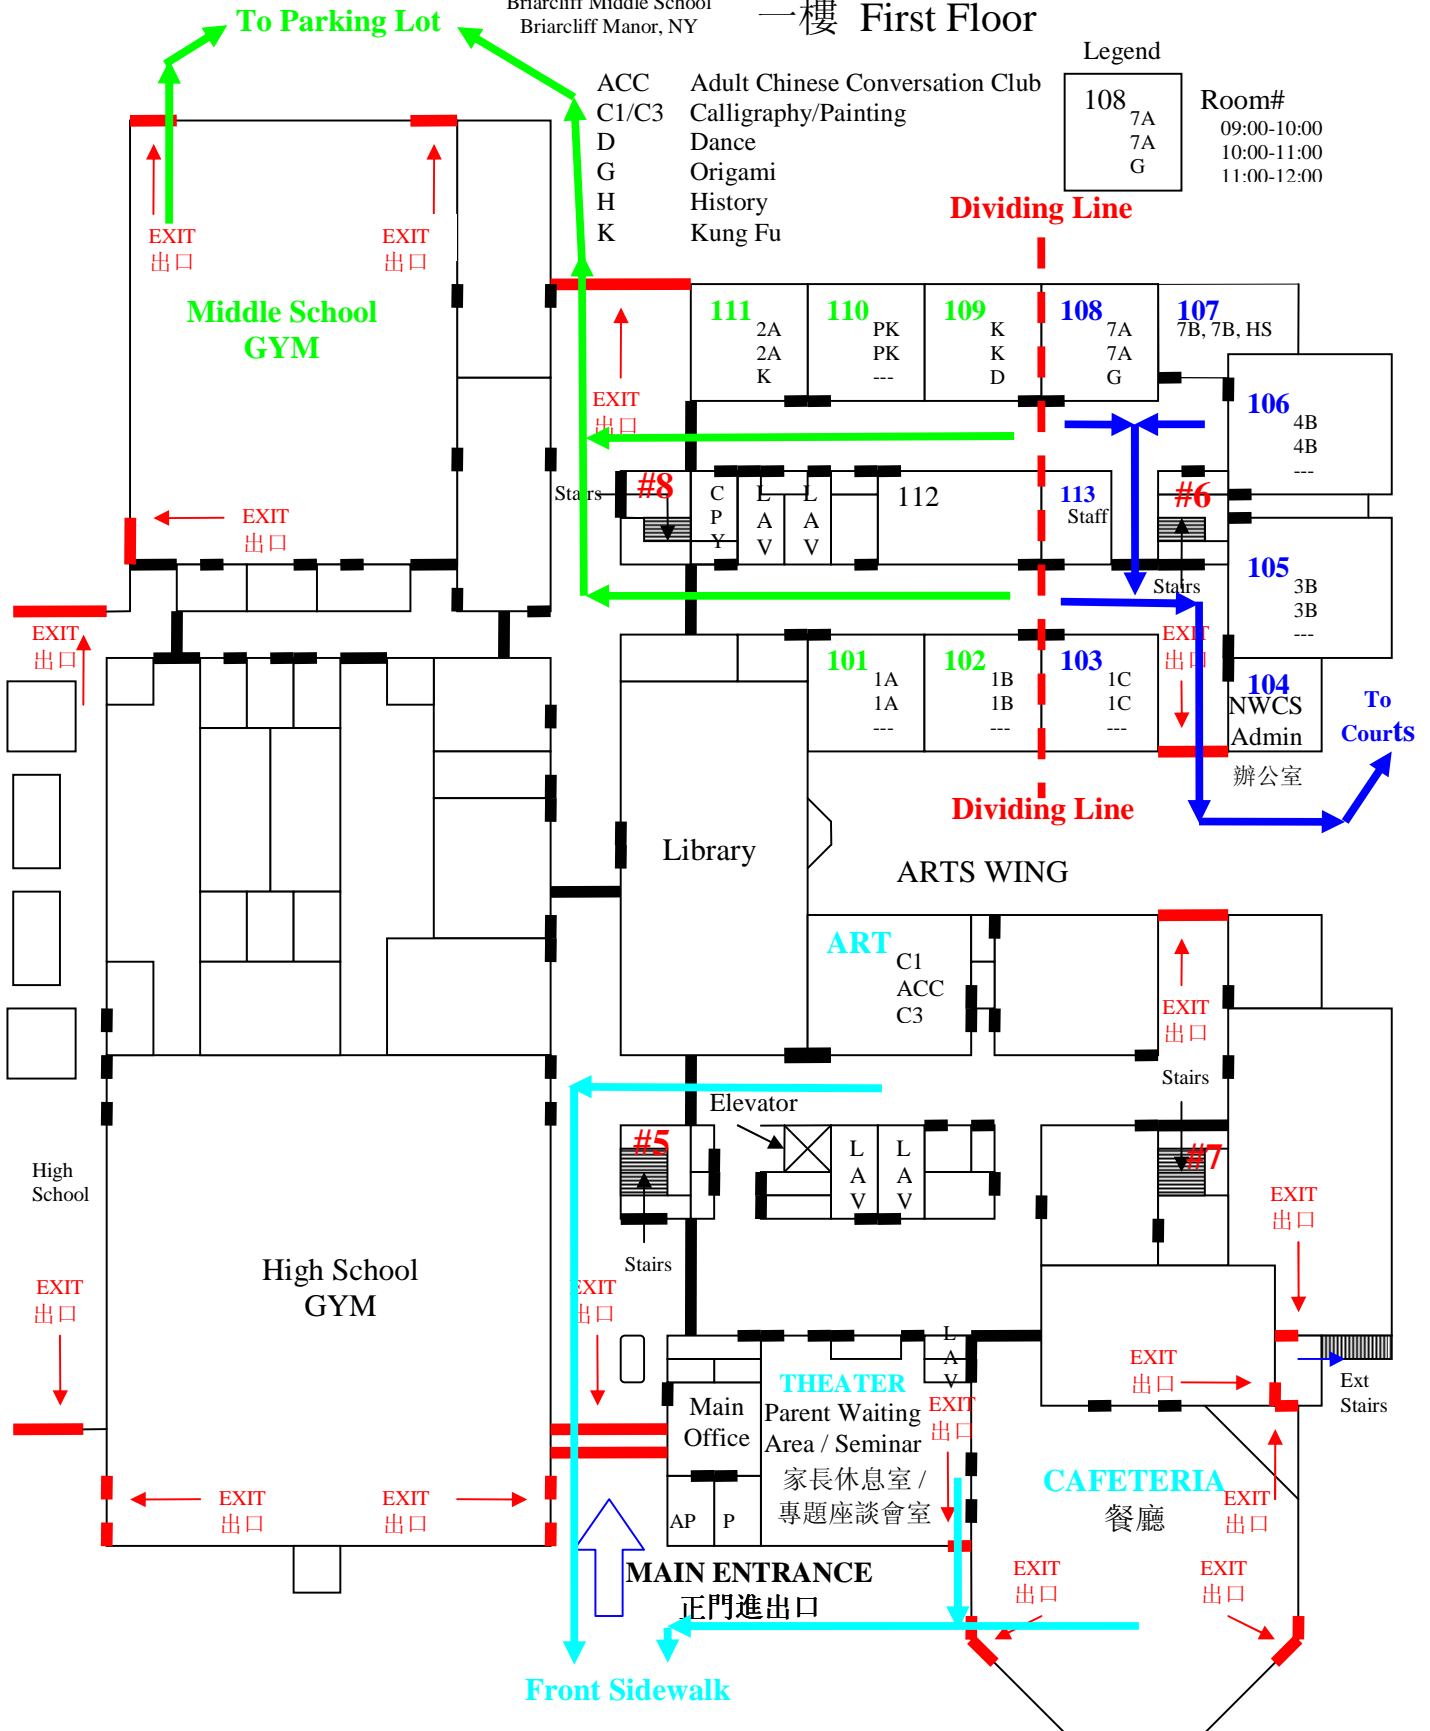 Briarcliff Middle School
Briarcliff Manor, NY
一樓 First Floor
To Parking Lot
Legend
108
7A
7A
G
Room#
09:00-10:00
10:00-11:00
11:00-12:00
ACC Adult Chinese Conversation Club
C1/C3 Calligraphy/Painting
D Dance
G Origami
H History
K Kung Fu
Dividing Line
EXIT
出口
EXIT
出口
Middle School
GYM
EXIT
出口
111
2A
2A
K
110
PK
PK
---
109
K
K
D
108
7A
7A
G
107
7B, 7B, HS
106
4B
4B
---
EXIT
出口
Stairs
#8
C
P
Y
L
A
V
L
A
V
112
113
Staff
#6
Stairs
105
3B
3B
---
EXIT
出口
101
1A
1A
---
102
1B
1B
---
103
1C
1C
---
EXIT
出口
104
NWCS
Admin
辦公室
To
Courts
Dividing Line
Library
ARTS WING
ART
C1
ACC
C3
EXIT
出口
Stairs
Elevator
#5
L
A
V
L
A
V
#7
High
School
Stairs
EXIT
出口
High School
GYM
EXIT
出口
EXIT
出口
L
A
V
EXIT
出口
Ext
Stairs
Main
Office
THEATER
Parent Waiting
Area / Seminar
家長休息室 /
專題座談會室
EXIT
出口
CAFETERIA
餐廳
EXIT
出口
EXIT
出口
EXIT
出口
AP
P
MAIN ENTRANCE
正門進出口
EXIT
出口
EXIT
出口
Front Sidewalk